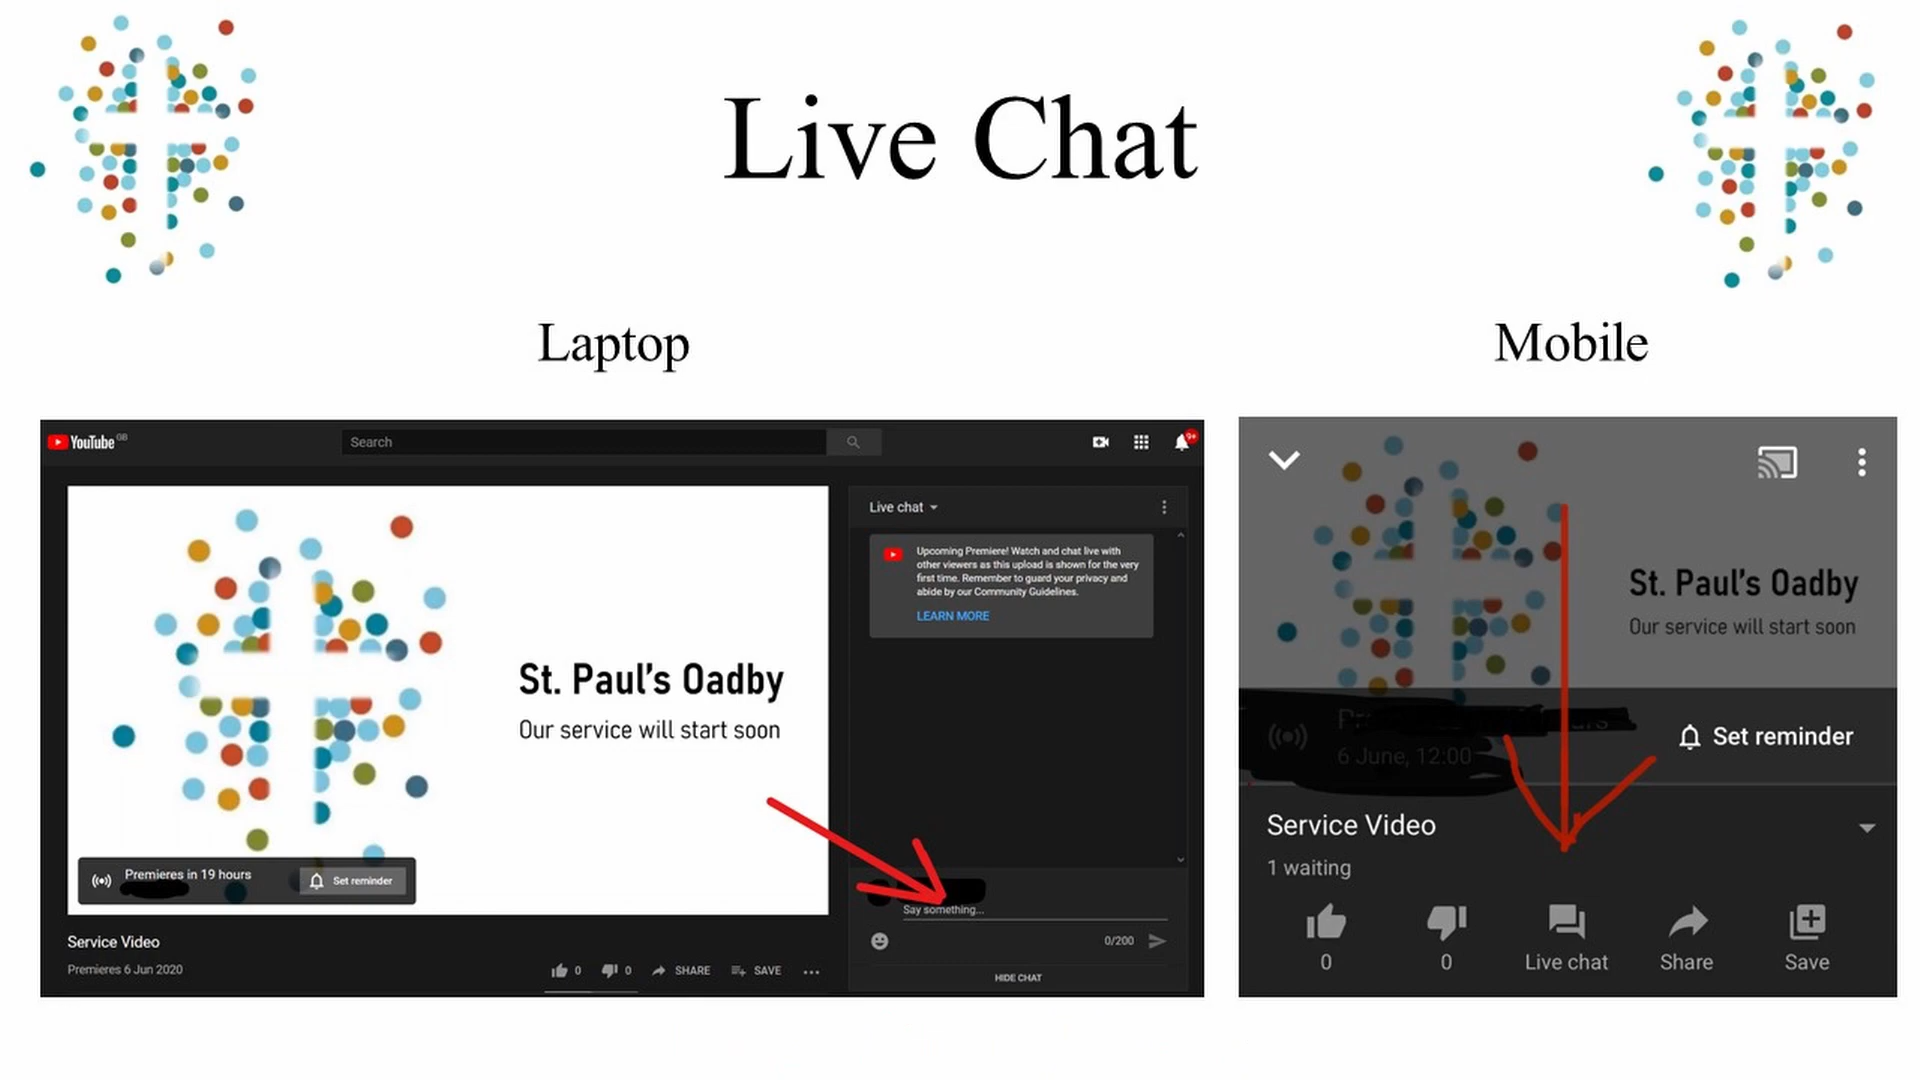 Live Chat
Laptop
Mobile
YouTube GB
Search
9+
St. Paul's Oadby
Our service will start soon
Premieres in 19 hours
Set reminder
Service Video
Premieres 6 Jun 2020
0
0
SHARE
SAVE
Live chat
Upcoming Premiere! Watch and chat live with
other viewers as this upload is shown for the very
first time. Remember to guard your privacy and
abide by our Community Guidelines.
LEARN MORE
Say something...
0/200
HIDE CHAT
St. Paul's Oadby
Our service will start soon
6 June, 12:00
Set reminder
Service Video
1 waiting
0
0
Live chat
Share
Save